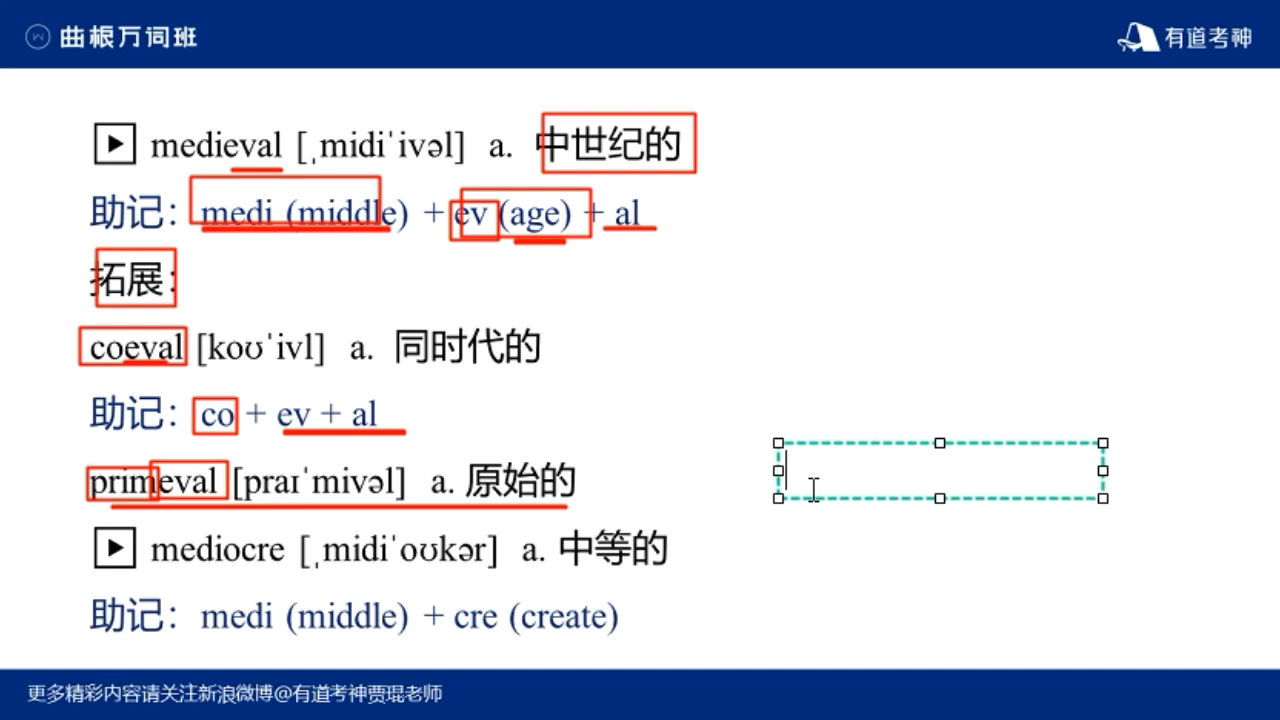 曲根万词班
有道考神
medieval [ˌmidiˈivəl] a. 中世纪的
助记：medi (middle) + ev (age) + al
拓展：
coeval [koʊˈivl] a. 同时代的
助记：co + ev + al
primeval [praɪˈmivəl] a. 原始的
mediocre [ˌmidiˈoʊkər] a. 中等的
助记：medi (middle) + cre (create)
更多精彩内容请关注新浪微博@有道考神贾琨老师